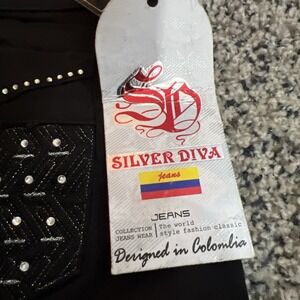 SD
SILVER DIVA
jeans
JEANS
COLLECTION | The world
JEANS WEAR | style fashion classic
Designed in Colombia